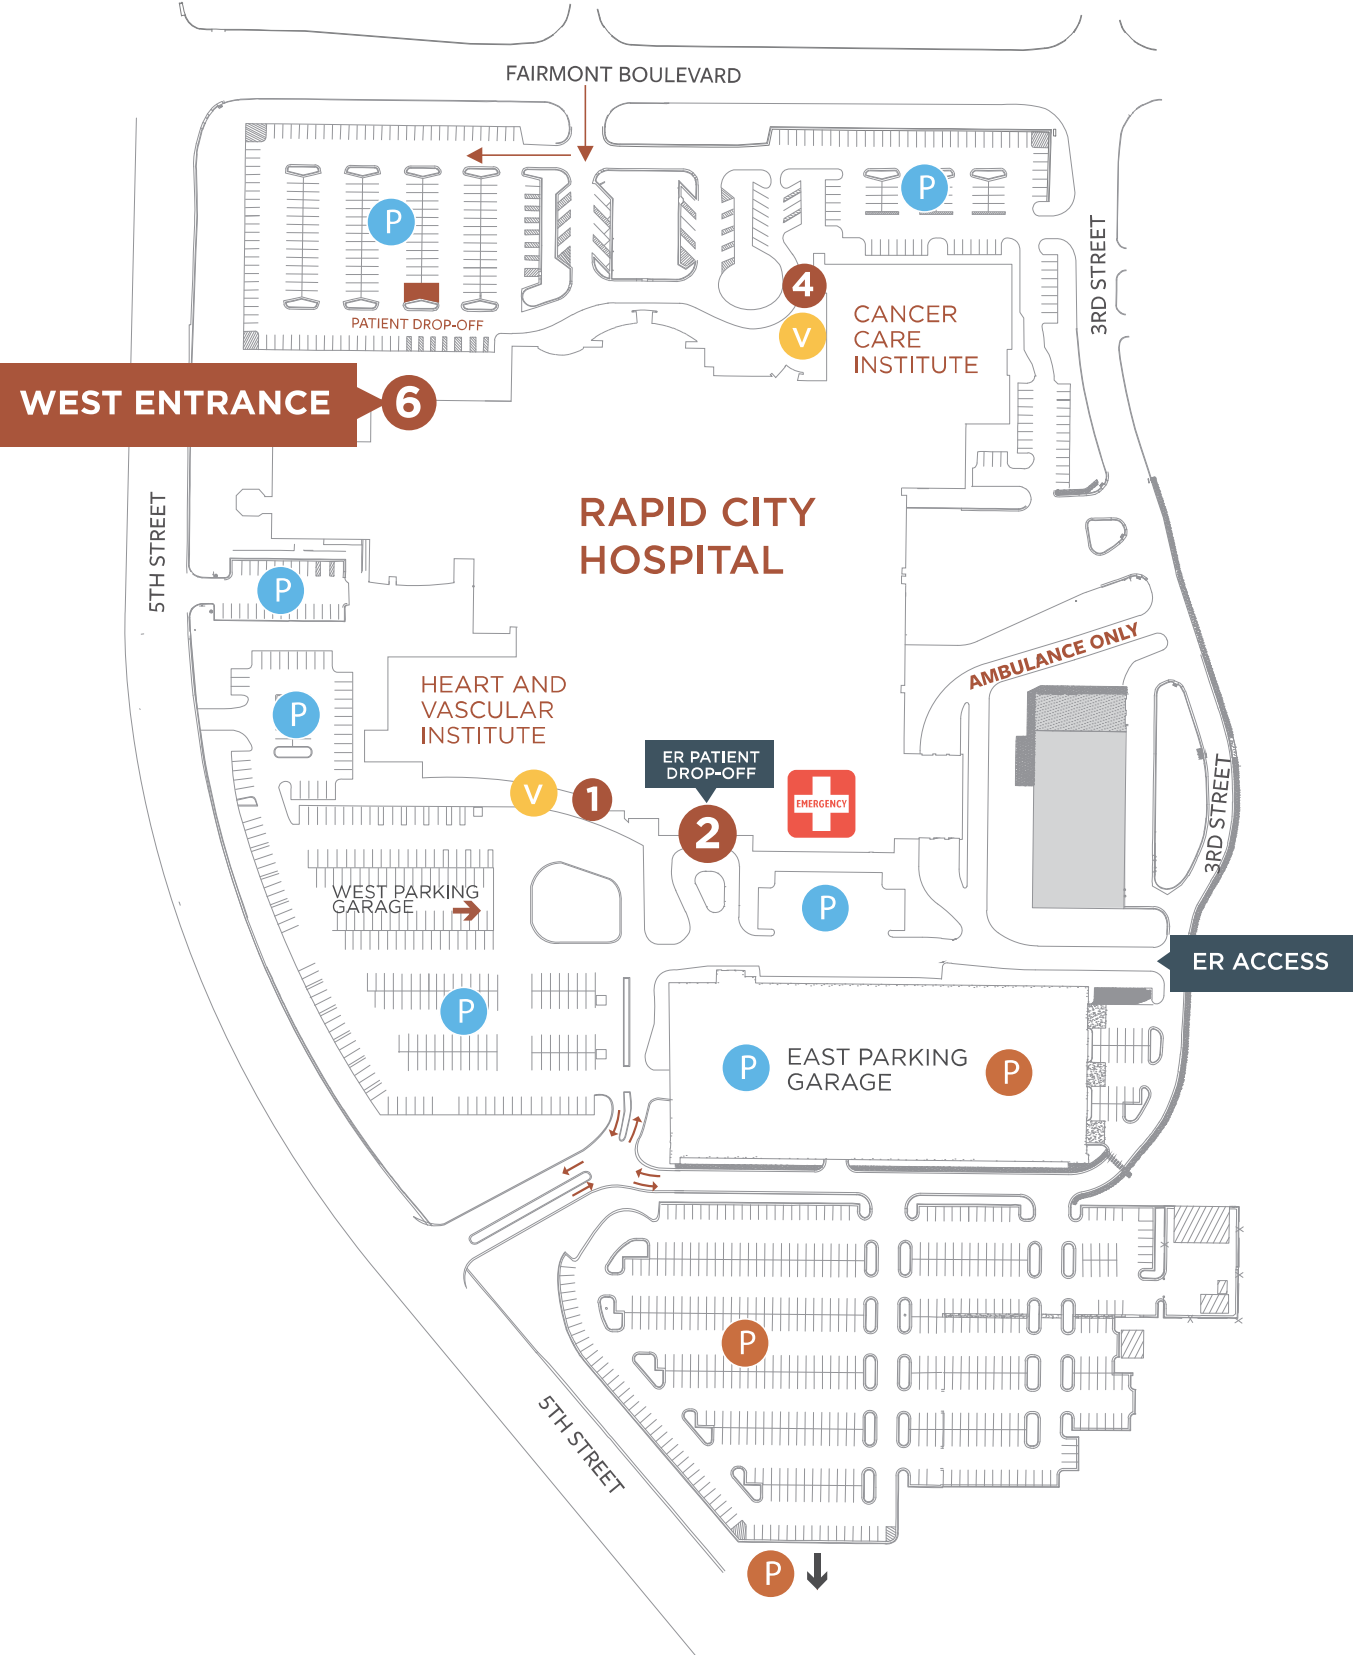 FAIRMONT BOULEVARD
P
P
3RD STREET
4
V
CANCER
CARE
INSTITUTE
PATIENT DROP-OFF
WEST ENTRANCE
6
RAPID CITY
HOSPITAL
5TH STREET
P
AMBULANCE ONLY
HEART AND
VASCULAR
INSTITUTE
P
ER PATIENT
DROP-OFF
EMERGENCY
V
1
2
3RD STREET
WEST PARKING
GARAGE
P
ER ACCESS
P
P
EAST PARKING
GARAGE
P
P
5TH STREET
P